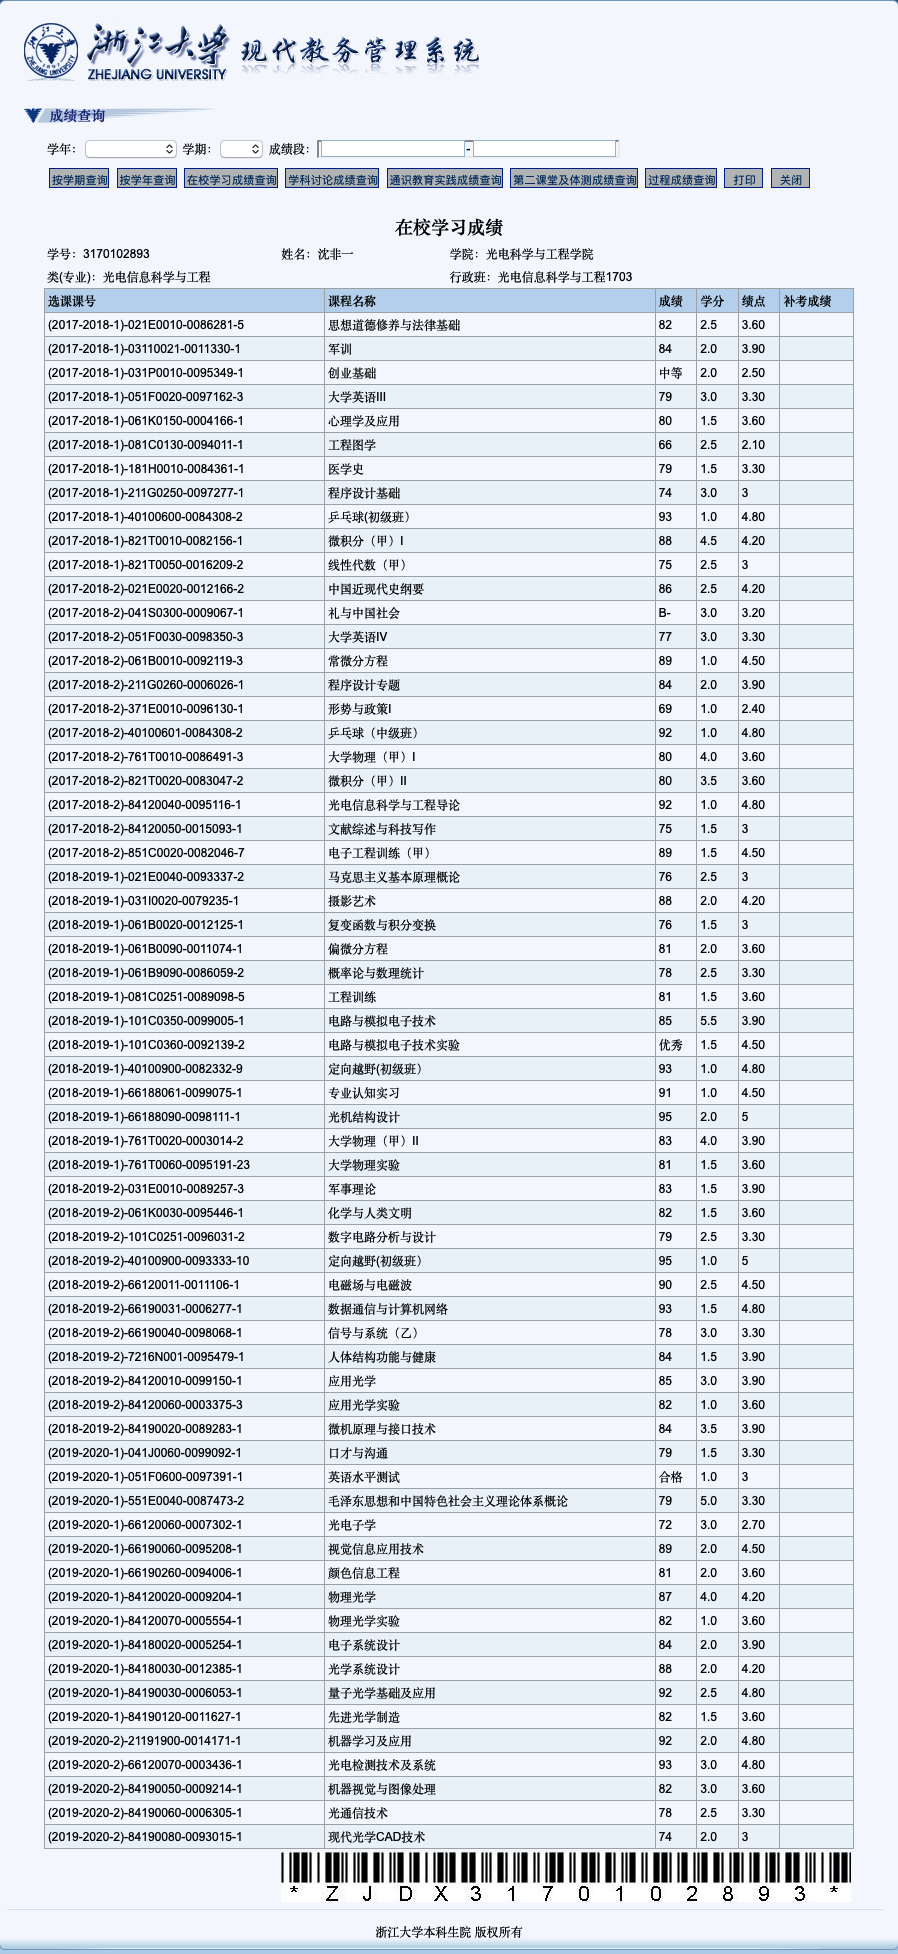 浙江大学 现代教务管理系统
ZHEJIANG UNIVERSITY
成绩查询
学年: 学期: 成绩段: -
按学期查询 按学年查询 在校学习成绩查询 学科讨论成绩查询 通识教育实践成绩查询 第二课堂及体测成绩查询 过程成绩查询 打印 关闭
在校学习成绩
学号：3170102893 姓名：沈非一 学院：光电科学与工程学院
类(专业)：光电信息科学与工程 行政班：光电信息科学与工程1703
选课课号 课程名称 成绩 学分 绩点 补考成绩
(2017-2018-1)-021E0010-0086281-5 思想道德修养与法律基础 82 2.5 3.60
(2017-2018-1)-03110021-0011330-1 军训 84 2.0 3.90
(2017-2018-1)-031P0010-0095349-1 创业基础 中等 2.0 2.50
(2017-2018-1)-051F0020-0097162-3 大学英语III 79 3.0 3.30
(2017-2018-1)-061K0150-0004166-1 心理学及应用 80 1.5 3.60
(2017-2018-1)-081C0130-0094011-1 工程图学 66 2.5 2.10
(2017-2018-1)-181H0010-0084361-1 医学史 79 1.5 3.30
(2017-2018-1)-211G0250-0097277-1 程序设计基础 74 3.0 3
(2017-2018-1)-40100600-0084308-2 乒乓球(初级班） 93 1.0 4.80
(2017-2018-1)-821T0010-0082156-1 微积分（甲）I 88 4.5 4.20
(2017-2018-1)-821T0050-0016209-2 线性代数（甲） 75 2.5 3
(2017-2018-2)-021E0020-0012166-2 中国近现代史纲要 86 2.5 4.20
(2017-2018-2)-041S0300-0009067-1 礼与中国社会 B- 3.0 3.20
(2017-2018-2)-051F0030-0098350-3 大学英语IV 77 3.0 3.30
(2017-2018-2)-061B0010-0092119-3 常微分方程 89 1.0 4.50
(2017-2018-2)-211G0260-0006026-1 程序设计专题 84 2.0 3.90
(2017-2018-2)-371E0010-0096130-1 形势与政策I 69 1.0 2.40
(2017-2018-2)-40100601-0084308-2 乒乓球（中级班） 92 1.0 4.80
(2017-2018-2)-761T0010-0086491-3 大学物理（甲）I 80 4.0 3.60
(2017-2018-2)-821T0020-0083047-2 微积分（甲）II 80 3.5 3.60
(2017-2018-2)-84120040-0095116-1 光电信息科学与工程导论 92 1.0 4.80
(2017-2018-2)-84120050-0015093-1 文献综述与科技写作 75 1.5 3
(2017-2018-2)-851C0020-0082046-7 电子工程训练（甲） 89 1.5 4.50
(2018-2019-1)-021E0040-0093337-2 马克思主义基本原理概论 76 2.5 3
(2018-2019-1)-031I0020-0079235-1 摄影艺术 88 2.0 4.20
(2018-2019-1)-061B0020-0012125-1 复变函数与积分变换 76 1.5 3
(2018-2019-1)-061B0090-0011074-1 偏微分方程 81 2.0 3.60
(2018-2019-1)-061B9090-0086059-2 概率论与数理统计 78 2.5 3.30
(2018-2019-1)-081C0251-0089098-5 工程训练 81 1.5 3.60
(2018-2019-1)-101C0350-0099005-1 电路与模拟电子技术 85 5.5 3.90
(2018-2019-1)-101C0360-0092139-2 电路与模拟电子技术实验 优秀 1.5 4.50
(2018-2019-1)-40100900-0082332-9 定向越野(初级班） 93 1.0 4.80
(2018-2019-1)-66188061-0099075-1 专业认知实习 91 1.0 4.50
(2018-2019-1)-66188090-0098111-1 光机结构设计 95 2.0 5
(2018-2019-1)-761T0020-0003014-2 大学物理（甲）II 83 4.0 3.90
(2018-2019-1)-761T0060-0095191-23 大学物理实验 81 1.5 3.60
(2018-2019-2)-031E0010-0089257-3 军事理论 83 1.5 3.90
(2018-2019-2)-061K0030-0095446-1 化学与人类文明 82 1.5 3.60
(2018-2019-2)-101C0251-0096031-2 数字电路分析与设计 79 2.5 3.30
(2018-2019-2)-40100900-0093333-10 定向越野(初级班） 95 1.0 5
(2018-2019-2)-66120011-0011106-1 电磁场与电磁波 90 2.5 4.50
(2018-2019-2)-66190031-0006277-1 数据通信与计算机网络 93 1.5 4.80
(2018-2019-2)-66190040-0098068-1 信号与系统（乙） 78 3.0 3.30
(2018-2019-2)-7216N001-0095479-1 人体结构功能与健康 84 1.5 3.90
(2018-2019-2)-84120010-0099150-1 应用光学 85 3.0 3.90
(2018-2019-2)-84120060-0003375-3 应用光学实验 82 1.0 3.60
(2018-2019-2)-84190020-0089283-1 微机原理与接口技术 84 3.5 3.90
(2019-2020-1)-041J0060-0099092-1 口才与沟通 79 1.5 3.30
(2019-2020-1)-051F0600-0097391-1 英语水平测试 合格 1.0 3
(2019-2020-1)-551E0040-0087473-2 毛泽东思想和中国特色社会主义理论体系概论 79 5.0 3.30
(2019-2020-1)-66120060-0007302-1 光电子学 72 3.0 2.70
(2019-2020-1)-66190060-0095208-1 视觉信息应用技术 89 2.0 4.50
(2019-2020-1)-66190260-0094006-1 颜色信息工程 81 2.0 3.60
(2019-2020-1)-84120020-0009204-1 物理光学 87 4.0 4.20
(2019-2020-1)-84120070-0005554-1 物理光学实验 82 1.0 3.60
(2019-2020-1)-84180020-0005254-1 电子系统设计 84 2.0 3.90
(2019-2020-1)-84180030-0012385-1 光学系统设计 88 2.0 4.20
(2019-2020-1)-84190030-0006053-1 量子光学基础及应用 92 2.5 4.80
(2019-2020-1)-84190120-0011627-1 先进光学制造 82 1.5 3.60
(2019-2020-2)-21191900-0014171-1 机器学习及应用 92 2.0 4.80
(2019-2020-2)-66120070-0003436-1 光电检测技术及系统 93 3.0 4.80
(2019-2020-2)-84190050-0009214-1 机器视觉与图像处理 82 3.0 3.60
(2019-2020-2)-84190060-0006305-1 光通信技术 78 2.5 3.30
(2019-2020-2)-84190080-0093015-1 现代光学CAD技术 74 2.0 3
* Z J D X 3 1 7 0 1 0 2 8 9 3 *
浙江大学本科生院 版权所有